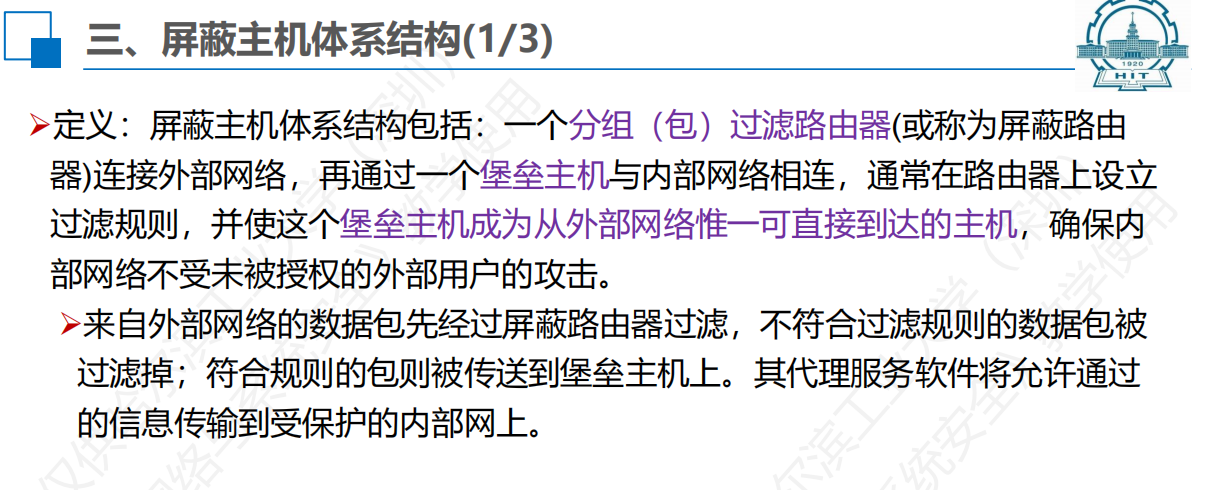 三、屏蔽主机体系结构(1/3)
1920
HIT
➢定义：屏蔽主机体系结构包括：一个分组（包）过滤路由器(或称为屏蔽路由
器)连接外部网络，再通过一个堡垒主机与内部网络相连，通常在路由器上设立
过滤规则，并使这个堡垒主机成为从外部网络惟一可直接到达的主机，确保内
部网络不受未被授权的外部用户的攻击。
➢来自外部网络的数据包先经过屏蔽路由器过滤，不符合过滤规则的数据包被
过滤掉；符合规则的包则被传送到堡垒主机上。其代理服务软件将允许通过
的信息传输到受保护的内部网上。